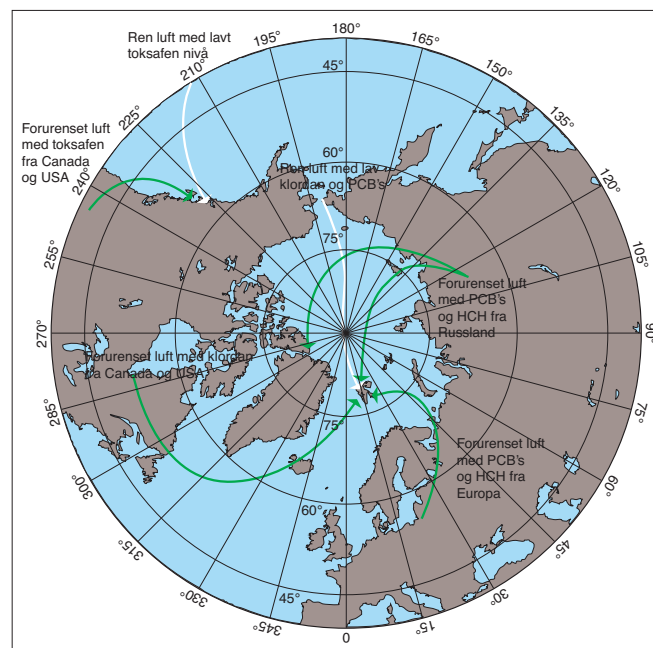 Ren luft med lavt
toksafen nivå
Forurenset luft
med toksafen
fra Canada
og USA
Ren luft med lav
klordan og PCB's
Forurenset luft
med PCB's
og HCH fra
Russland
Forurenset luft med klordan
fra Canada og USA
Forurenset luft
med PCB's
og HCH fra
Europa
180°
165°
150°
135°
120°
105°
90°
75°
60°
45°
30°
15°
0
345°
330°
315°
300°
285°
270°
255°
240°
225°
210°
195°
45°
60°
75°
75°
60°
45°